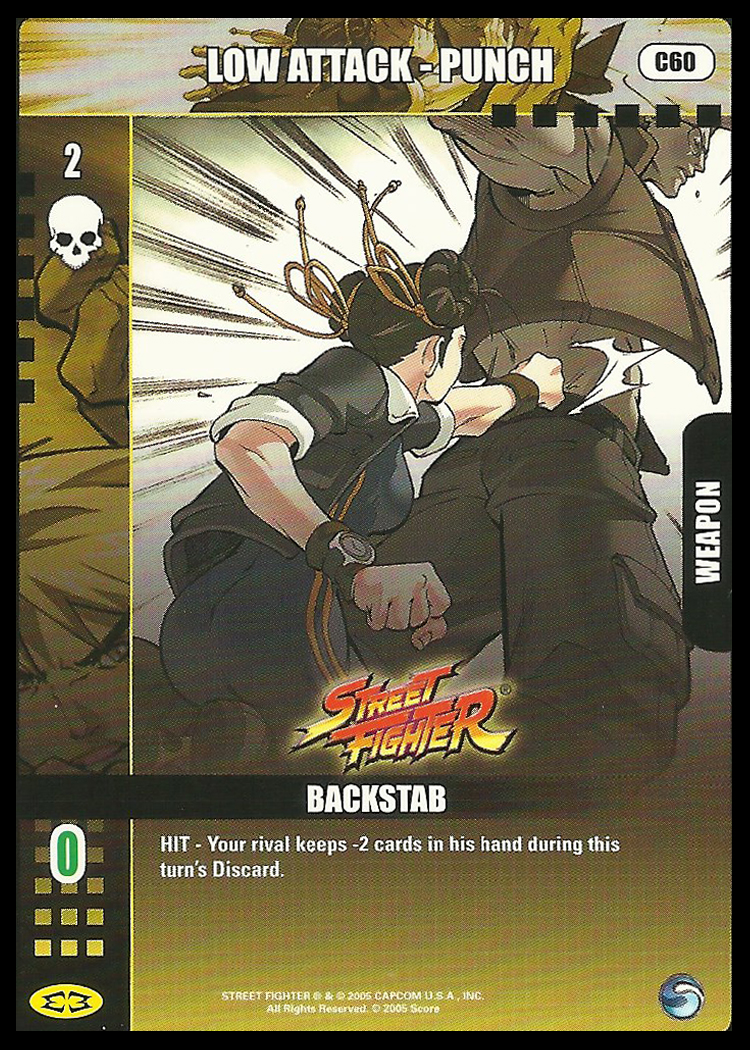 LOW ATTACK - PUNCH
C60
2
WEAPON
STREET
FIGHTER®
BACKSTAB
0
HIT - Your rival keeps -2 cards in his hand during this
turn's Discard.
STREET FIGHTER ® & © 2005 CAPCOM U.S.A., INC.
All Rights Reserved. © 2005 Score